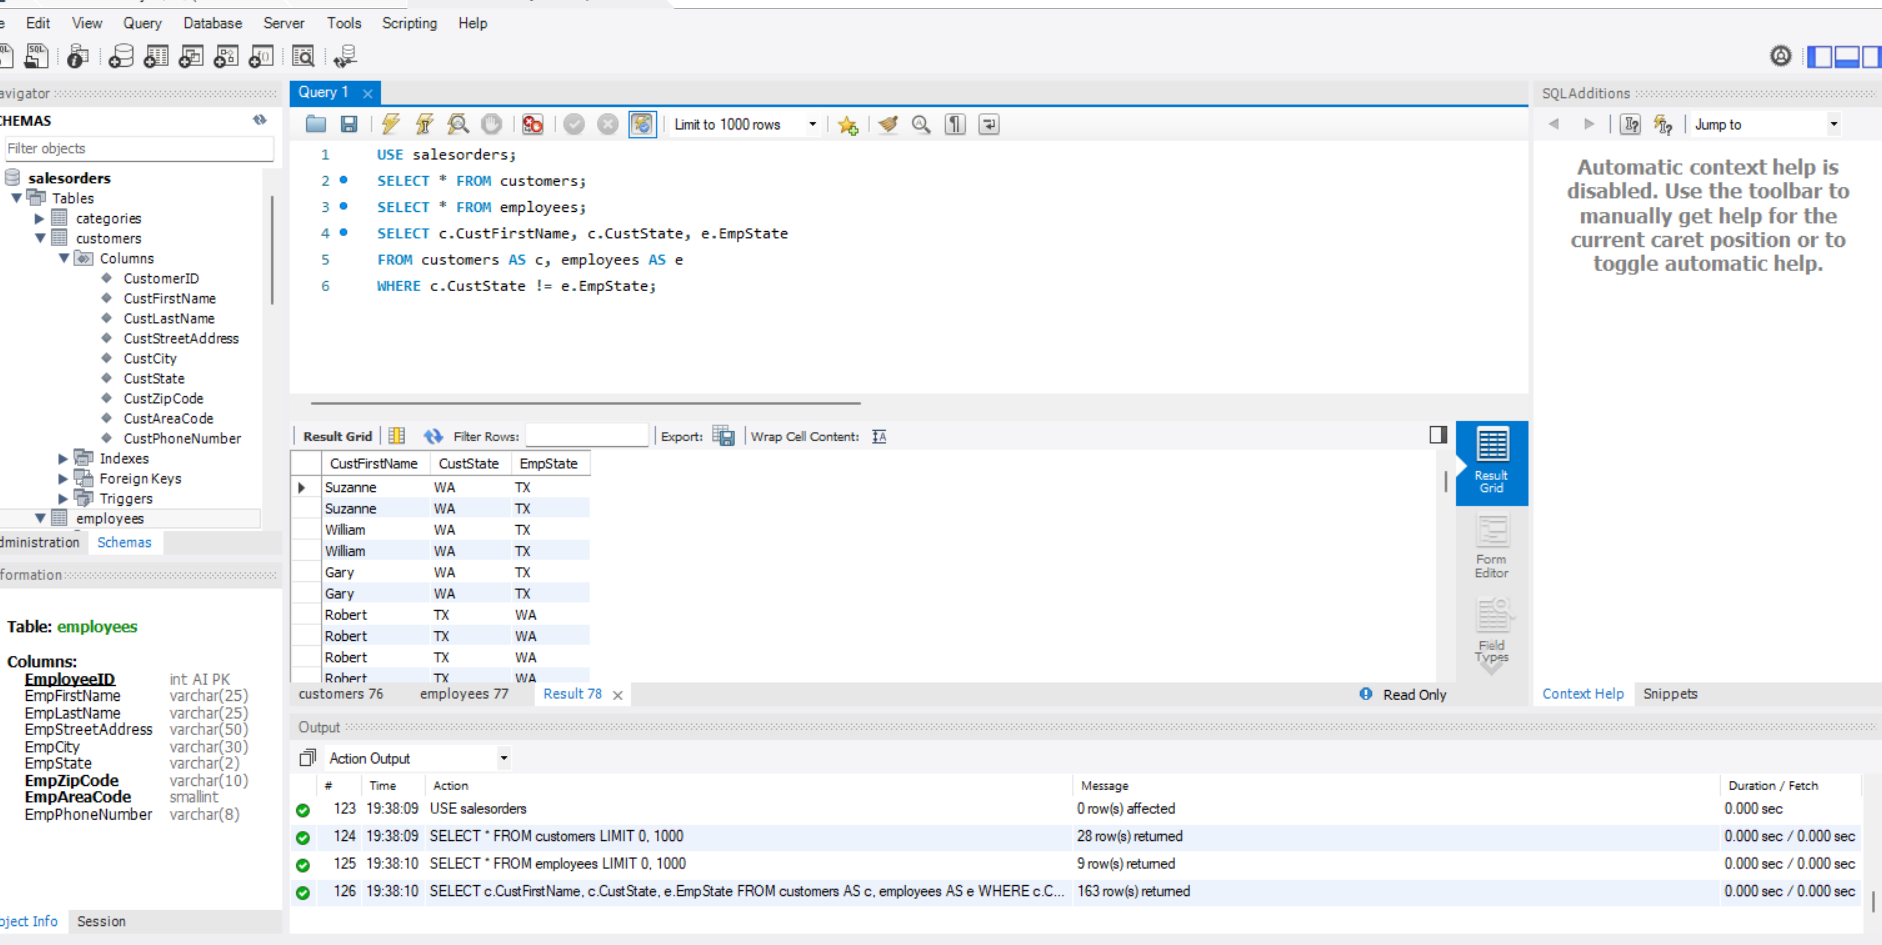 Edit View Query Database Server Tools Scripting Help
avigator
CHEMAS
Filter objects
salesorders
Tables
categories
customers
Columns
CustomerID
CustFirstName
CustLastName
CustStreetAddress
CustCity
CustState
CustZipCode
CustAreaCode
CustPhoneNumber
Indexes
Foreign Keys
Triggers
employees
dministration Schemas
formation
Table: employees
Columns:
EmployeeID int AI PK
EmpFirstName varchar(25)
EmpLastName varchar(25)
EmpStreetAddress varchar(50)
EmpCity varchar(30)
EmpState varchar(2)
EmpZipCode varchar(10)
EmpAreaCode smallint
EmpPhoneNumber varchar(8)
bject Info Session
Query 1
Limit to 1000 rows
1 USE salesorders;
2 SELECT * FROM customers;
3 SELECT * FROM employees;
4 SELECT c.CustFirstName, c.CustState, e.EmpState
5 FROM customers AS c, employees AS e
6 WHERE c.CustState != e.EmpState;
Result Grid Filter Rows: Export: Wrap Cell Content:
CustFirstName CustState EmpState
Suzanne WA TX
Suzanne WA TX
William WA TX
William WA TX
Gary WA TX
Gary WA TX
Robert TX WA
Robert TX WA
Robert TX WA
Robert TX WA
Result
Grid
Form
Editor
Field
Types
customers 76 employees 77 Result 78 Read Only
Output
Action Output
# Time Action Message Duration / Fetch
123 19:38:09 USE salesorders 0 row(s) affected 0.000 sec
124 19:38:09 SELECT * FROM customers LIMIT 0, 1000 28 row(s) returned 0.000 sec / 0.000 sec
125 19:38:10 SELECT * FROM employees LIMIT 0, 1000 9 row(s) returned 0.000 sec / 0.000 sec
126 19:38:10 SELECT c.CustFirstName, c.CustState, e.EmpState FROM customers AS c, employees AS e WHERE c.C... 163 row(s) returned 0.000 sec / 0.000 sec
SQLAdditions
Jump to
Automatic context help is
disabled. Use the toolbar to
manually get help for the
current caret position or to
toggle automatic help.
Context Help Snippets